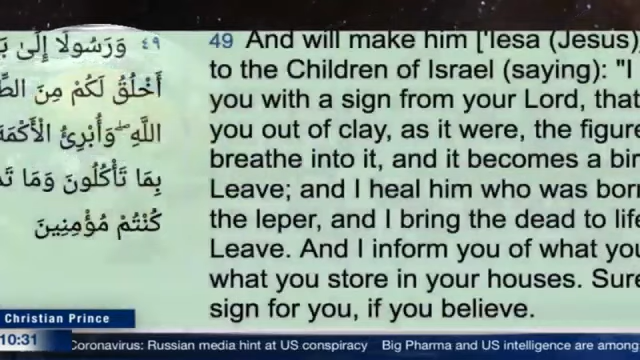 ٤٩ وَرَسُولًا إِلَىٰ
أَخْلُقُ لَكُمْ مِنَ
اللَّهِ ۖ وَأُبْرِئُ الْأَكْمَهَ
بِمَا تَأْكُلُونَ وَمَا
كُنْتُمْ مُؤْمِنِينَ
49 And will make him ['Iesa (Jesus)
to the Children of Israel (saying): "I
you with a sign from your Lord, that
you out of clay, as it were, the figure
breathe into it, and it becomes a bir
Leave; and I heal him who was born
the leper, and I bring the dead to life
Leave. And I inform you of what you
what you store in your houses. Sure
sign for you, if you believe.
Christian Prince
10:31 Coronavirus: Russian media hint at US conspiracy Big Pharma and US intelligence are among